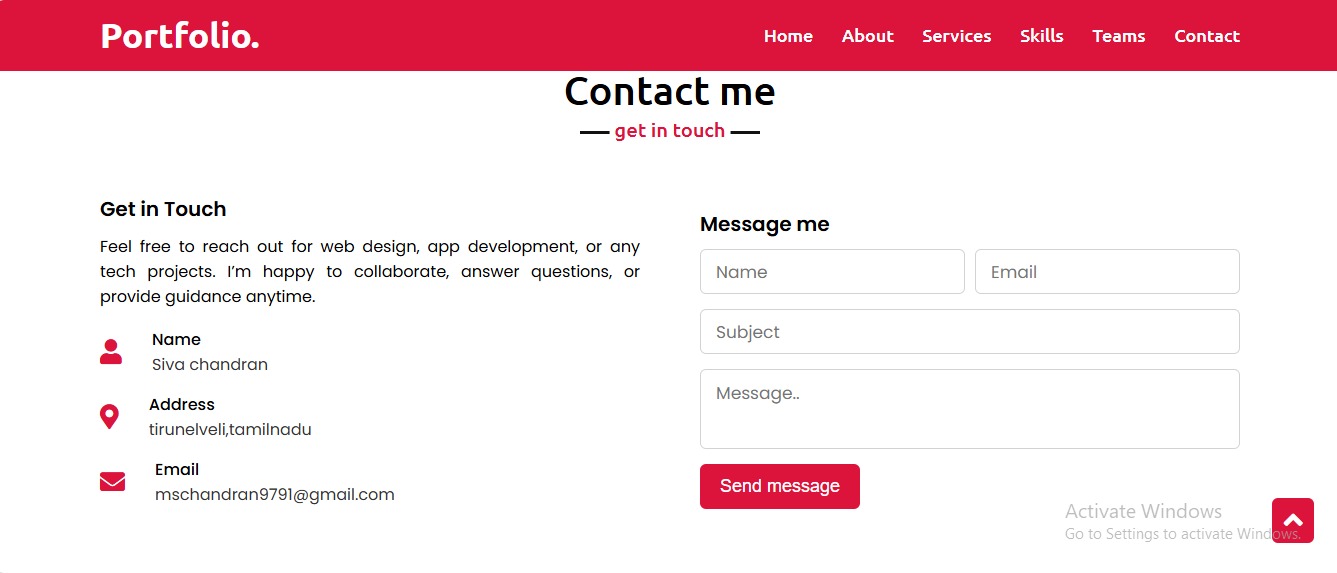 Portfolio.
Home About Services Skills Teams Contact
Contact me
get in touch
Get in Touch
Feel free to reach out for web design, app development, or any
tech projects. I’m happy to collaborate, answer questions, or
provide guidance anytime.
Name
Siva chandran
Address
tirunelveli,tamilnadu
Email
mschandran9791@gmail.com
Message me
Name Email
Subject
Message..
Send message
Activate Windows
Go to Settings to activate Windows.